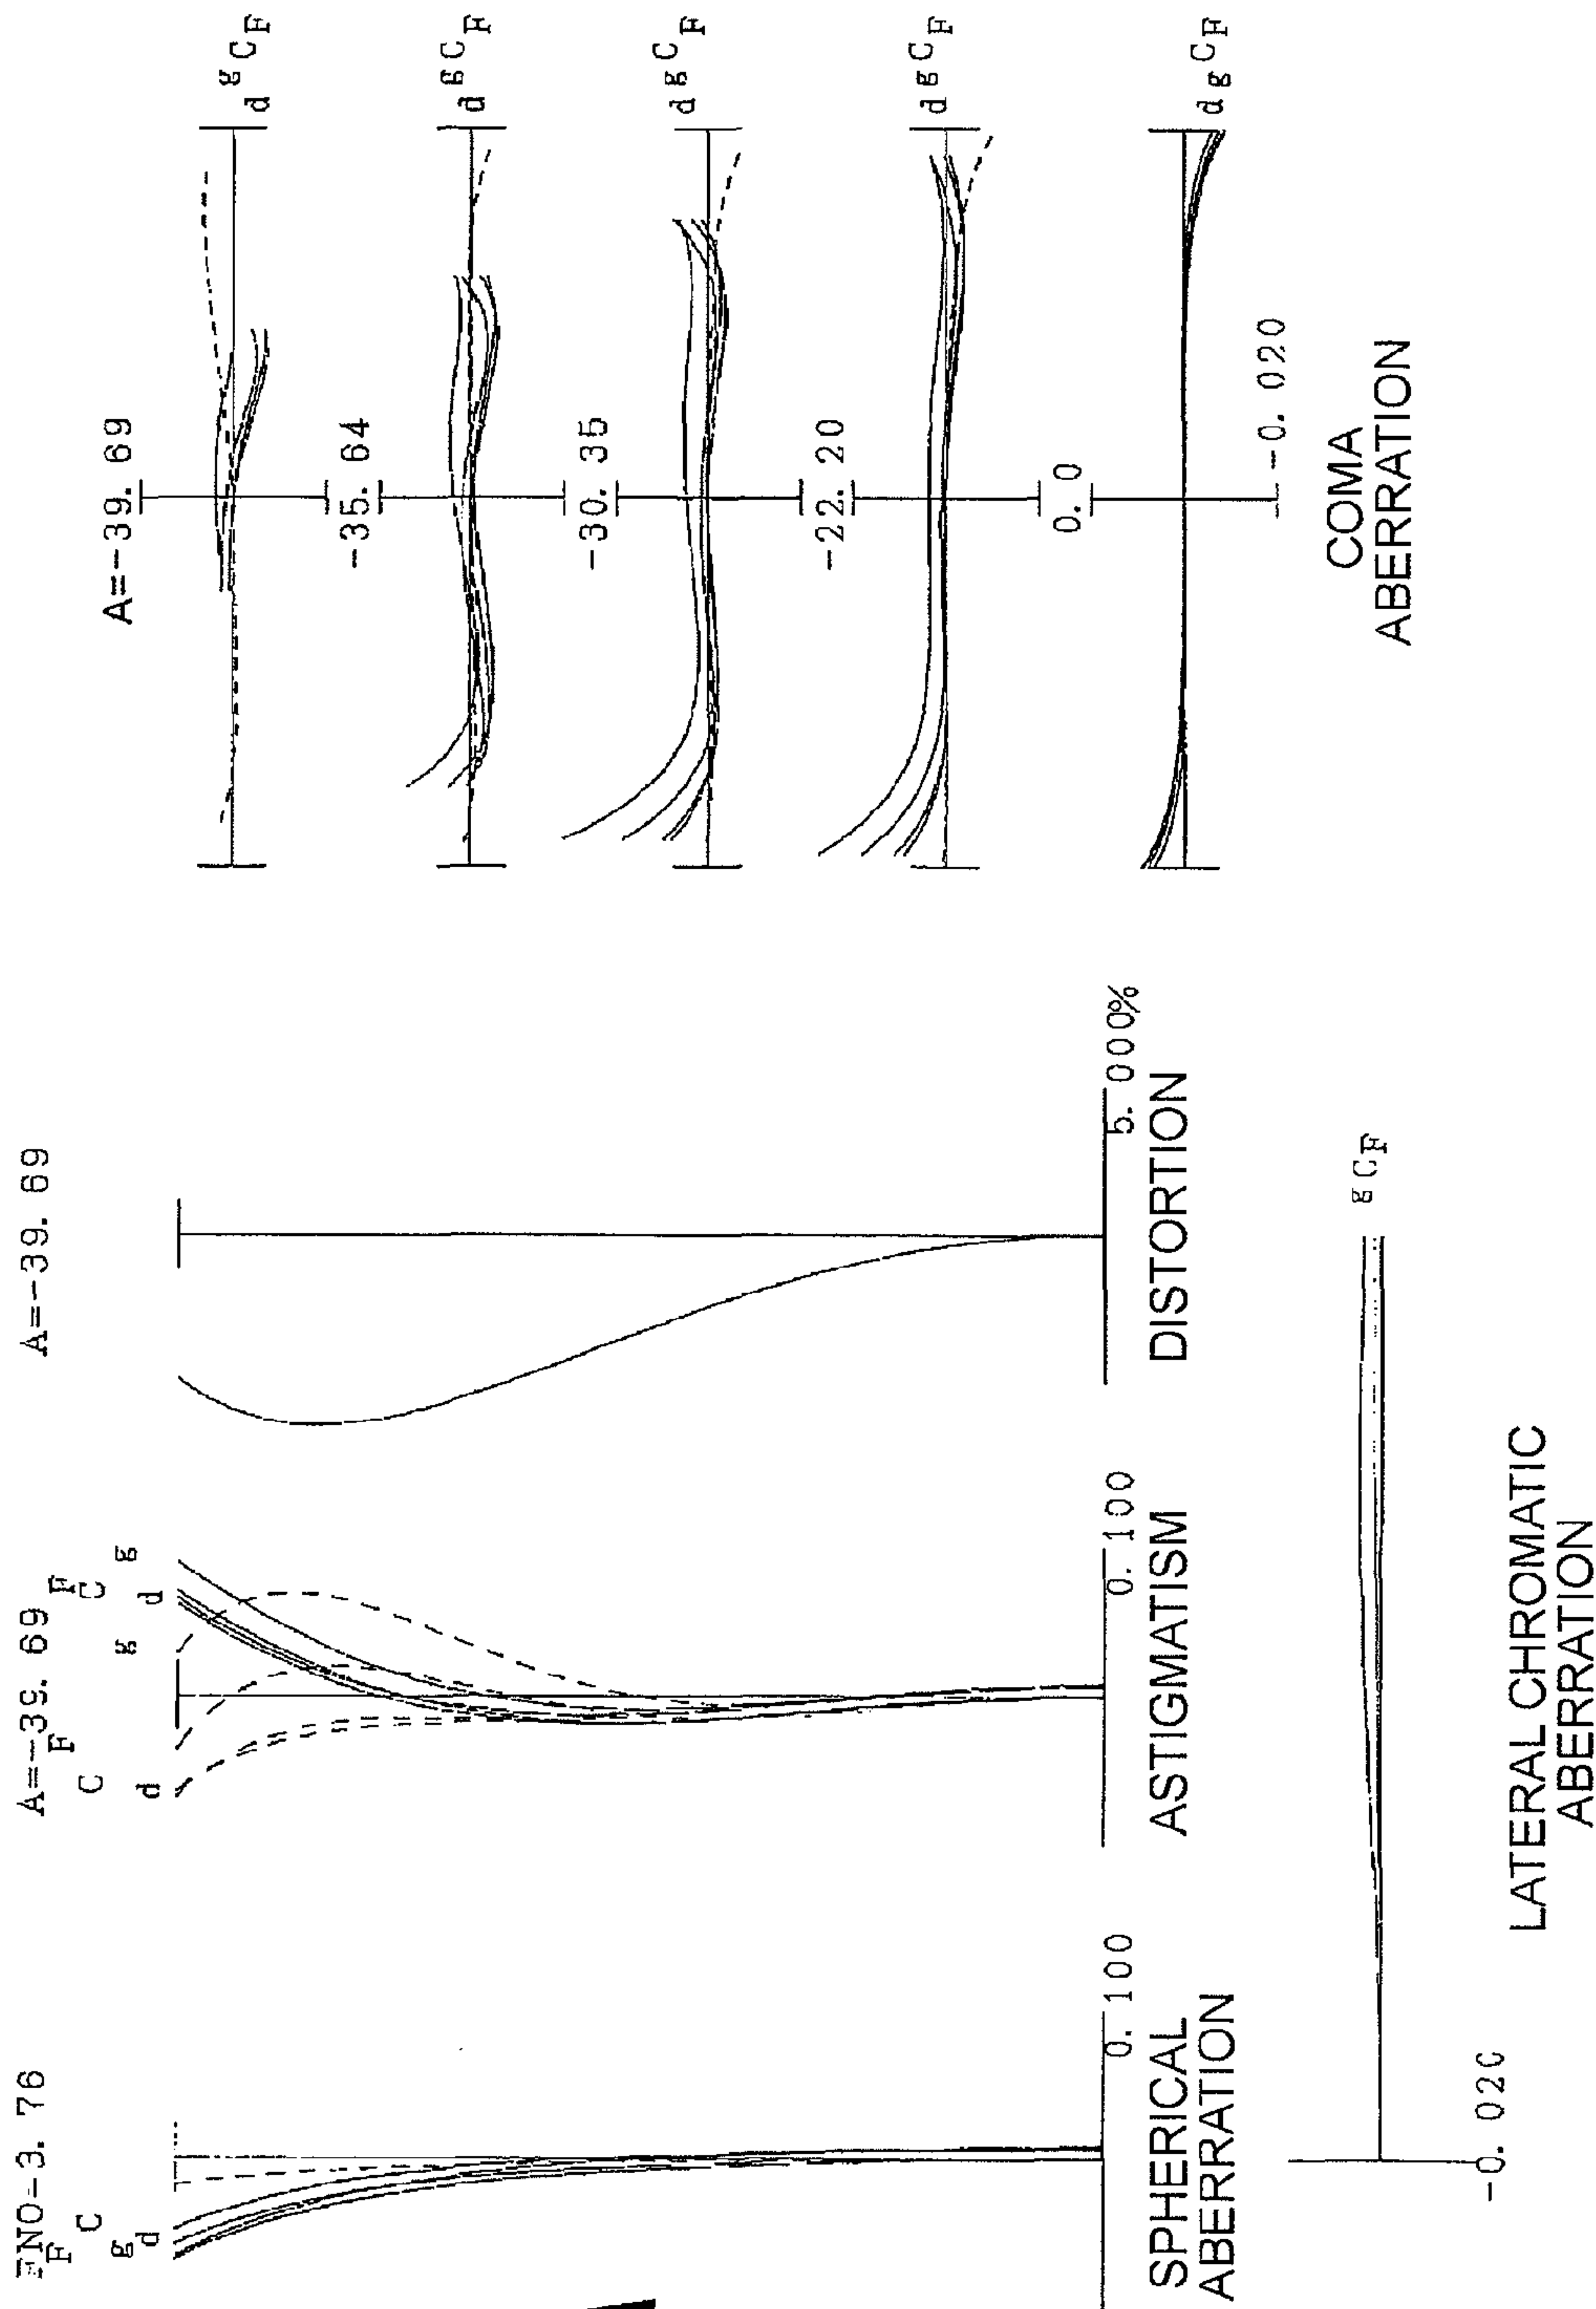 FNO=3.76
F
C
g
d
0.100
SPHERICAL
ABERRATION
A=-39.69
F
C
d
g
F
C
d
g
0.100
ASTIGMATISM
A=-39.69
5.000%
DISTORTION
g C F
-0.020
LATERAL CHROMATIC
ABERRATION
A=-39.69
d g C F
-35.64
d g C F
-30.35
d g C F
-22.20
d g C F
0.0
d g C F
-0.020
COMA
ABERRATION